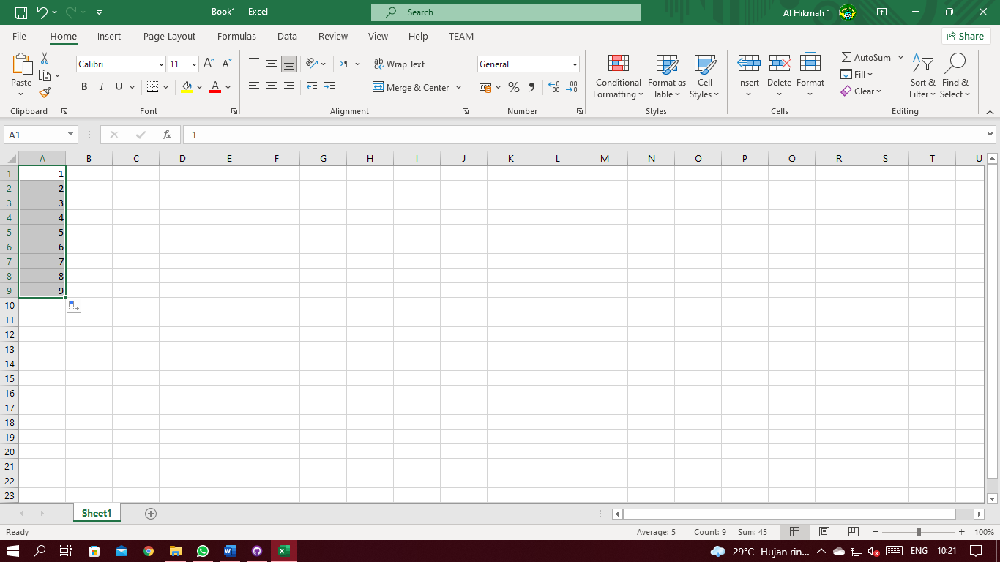 Book1 - Excel
Search
Al Hikmah 1
File Home Insert Page Layout Formulas Data Review View Help TEAM
Share
Paste
Calibri 11
Wrap Text
General
Conditional Formatting
Format as Table
Cell Styles
Insert Delete Format
AutoSum
Fill
Clear
Sort & Filter
Find & Select
B I U
A
Merge & Center
%
Clipboard Font Alignment Number Styles Cells Editing
A1 fx 1
A B C D E F G H I J K L M N O P Q R S T U
1 1
2 2
3 3
4 4
5 5
6 6
7 7
8 8
9 9
10
11
12
13
14
15
16
17
18
19
20
21
22
23
Sheet1
Ready
Average: 5 Count: 9 Sum: 45
100%
29°C Hujan rin... ENG 10:21